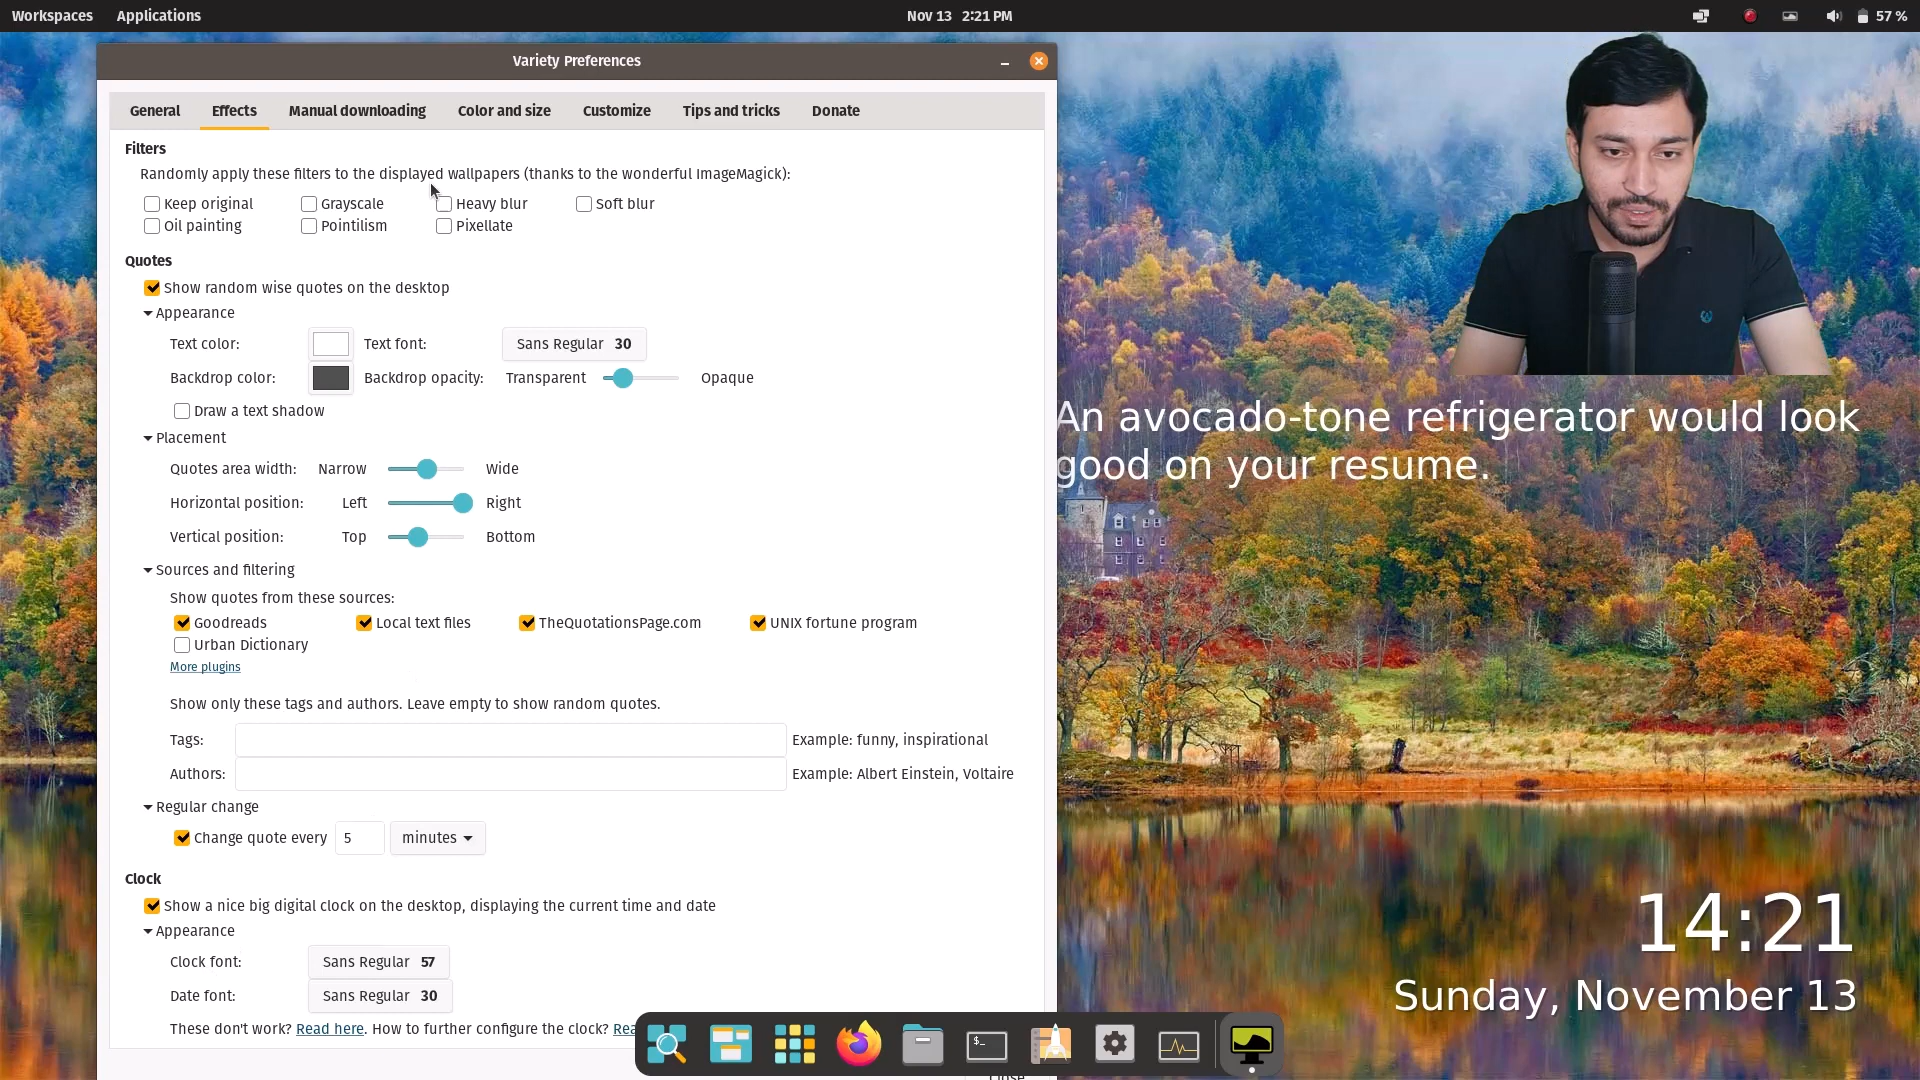 Workspaces Applications Nov 13 2:21 PM 57 %
Variety Preferences
General Effects Manual downloading Color and size Customize Tips and tricks Donate
Filters
Randomly apply these filters to the displayed wallpapers (thanks to the wonderful ImageMagick):
Keep original Grayscale Heavy blur Soft blur
Oil painting Pointilism Pixellate
Quotes
Show random wise quotes on the desktop
Appearance
Text color: Text font: Sans Regular 30
Backdrop color: Backdrop opacity: Transparent Opaque
Draw a text shadow
Placement
Quotes area width: Narrow Wide
Horizontal position: Left Right
Vertical position: Top Bottom
Sources and filtering
Show quotes from these sources:
Goodreads Local text files TheQuotationsPage.com UNIX fortune program
Urban Dictionary
More plugins
Show only these tags and authors. Leave empty to show random quotes.
Tags: Example: funny, inspirational
Authors: Example: Albert Einstein, Voltaire
Regular change
Change quote every 5 minutes
Clock
Show a nice big digital clock on the desktop, displaying the current time and date
Appearance
Clock font: Sans Regular 57
Date font: Sans Regular 30
These don't work? Read here. How to further configure the clock?
An avocado-tone refrigerator would look
good on your resume.
14:21
Sunday, November 13
$_